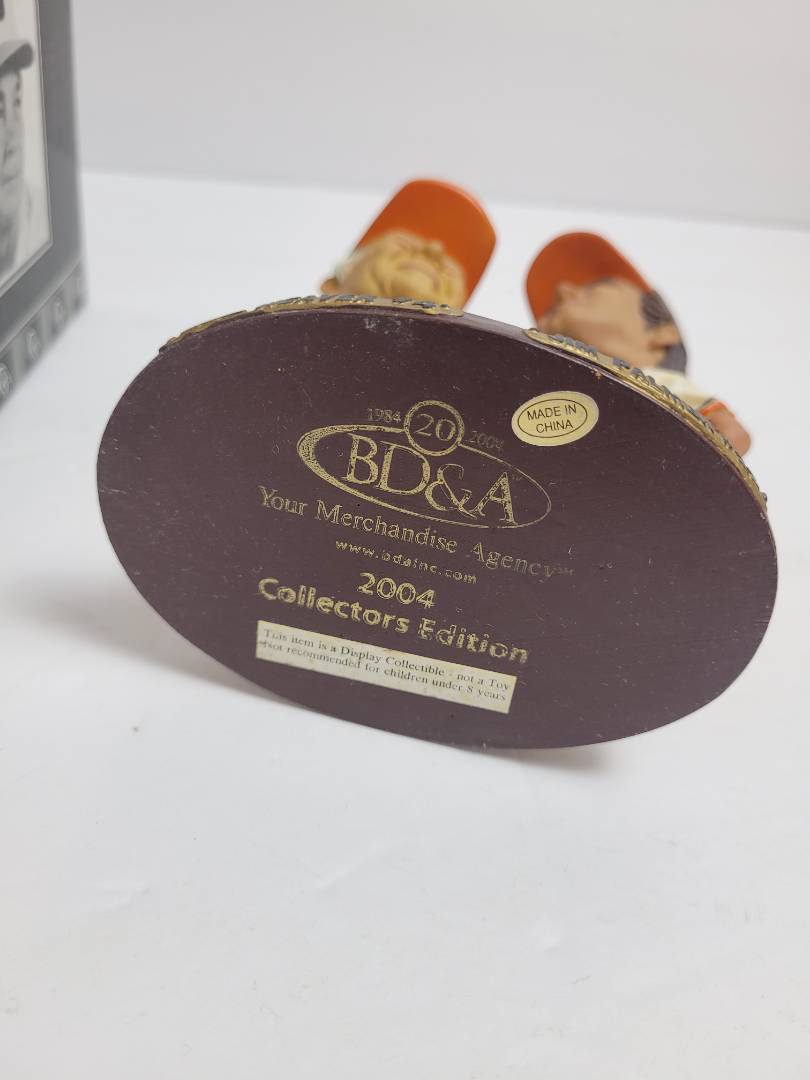 1984 20 2004
BD&A
Your Merchandise Agency™
www.bdainc.com
2004
Collectors Edition
This item is a Display Collectible : not a Toy
Not recommended for children under 8 years
MADE IN
CHINA